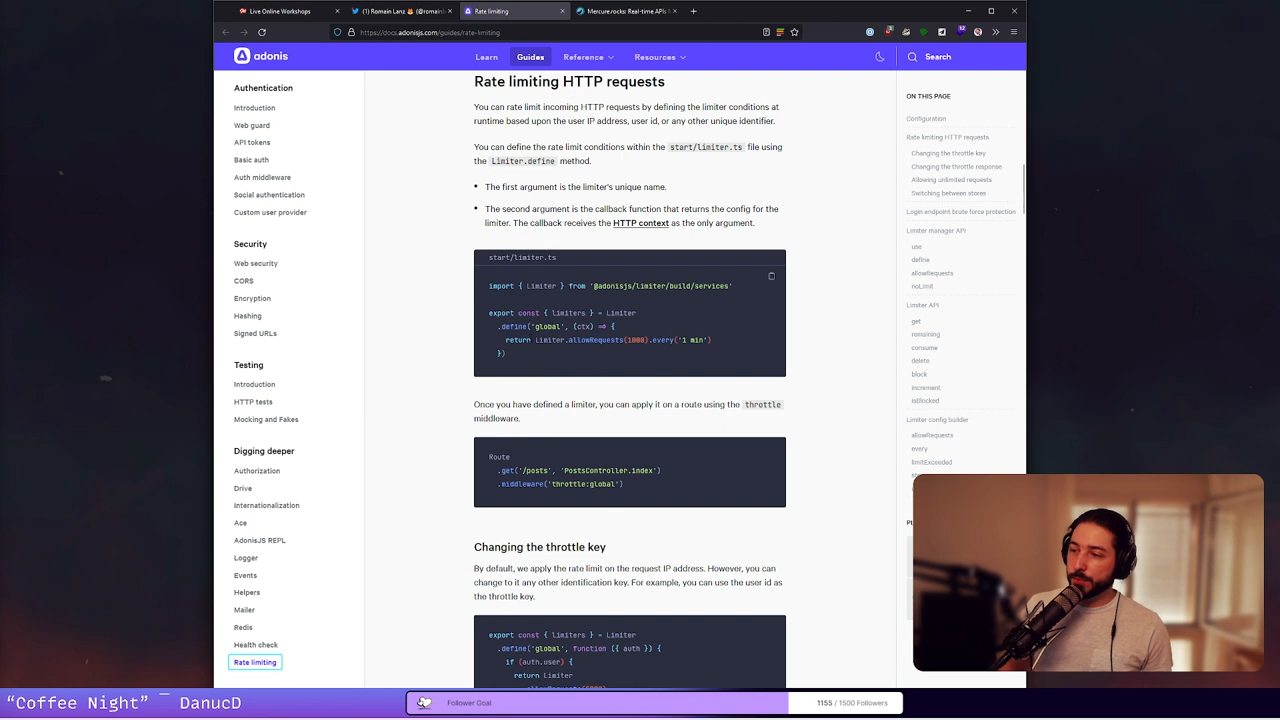 Live Online Workshops
(1) Romain Lanz 🦊 (@romain
Rate limiting
Mercure.rocks: Real-time APIs M
https://docs.adonisjs.com/guides/rate-limiting
adonis
Learn
Guides
Reference
Resources
Search
Authentication
Introduction
Web guard
API tokens
Basic auth
Auth middleware
Social authentication
Custom user provider
Security
Web security
CORS
Encryption
Hashing
Signed URLs
Testing
Introduction
HTTP tests
Mocking and Fakes
Digging deeper
Authorization
Drive
Internationalization
Ace
AdonisJS REPL
Logger
Events
Helpers
Mailer
Redis
Health check
Rate limiting
Rate limiting HTTP requests
You can rate limit incoming HTTP requests by defining the limiter conditions at
runtime based upon the user IP address, user id, or any other unique identifier.
You can define the rate limit conditions within the start/limiter.ts file using
the Limiter.define method.
• The first argument is the limiter's unique name.
• The second argument is the callback function that returns the config for the
limiter. The callback receives the HTTP context as the only argument.
start/limiter.ts
import { Limiter } from '@adonisjs/limiter/build/services'
export const { limiters } = Limiter
.define('global', (ctx) => {
return Limiter.allowRequests(1000).every('1 min')
})
Once you have defined a limiter, you can apply it on a route using the throttle
middleware.
Route
.get('/posts', 'PostsController.index')
.middleware('throttle:global')
Changing the throttle key
By default, we apply the rate limit on the request IP address. However, you can
change to it any other identification key. For example, you can use the user id as
the throttle key.
export const { limiters } = Limiter
.define('global', function ({ auth }) {
if (auth.user) {
return Limiter
ON THIS PAGE
Configuration
Rate limiting HTTP requests
Changing the throttle key
Changing the throttle response
Allowing unlimited requests
Switching between stores
Login endpoint brute force protection
Limiter manager API
use
define
allowRequests
noLimit
Limiter API
get
remaining
consume
delete
block
increment
isBlocked
Limiter config builder
allowRequests
every
limitExceeded
"Coffee Night" ¯ DanucD
Follower Goal
1155 / 1500 Followers